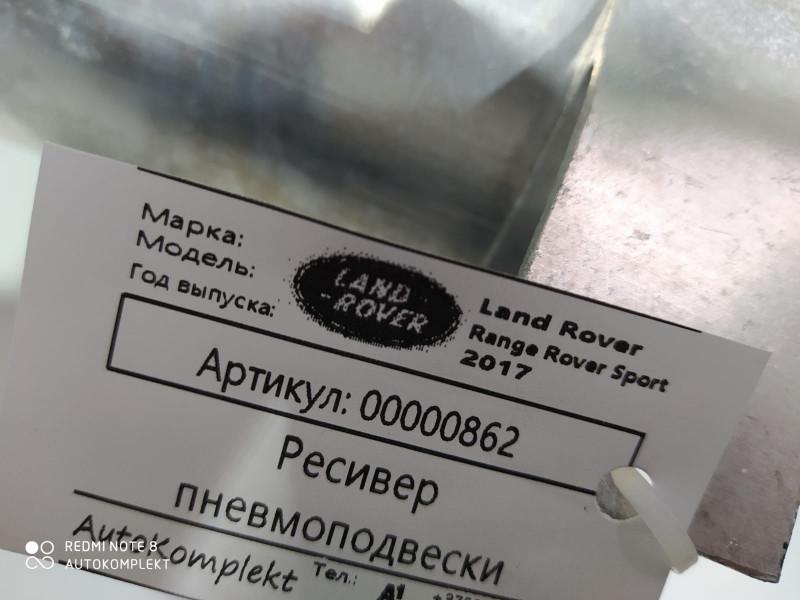 Марка:
Модель:
Год выпуска:
LAND
-ROVER
Land Rover
Range Rover Sport
2017
Артикул: 00000862
Ресивер
пневмоподвески
AutoKomplekt
Тел.:
A1
REDMI NOTE 8
AUTOKOMPLEKT